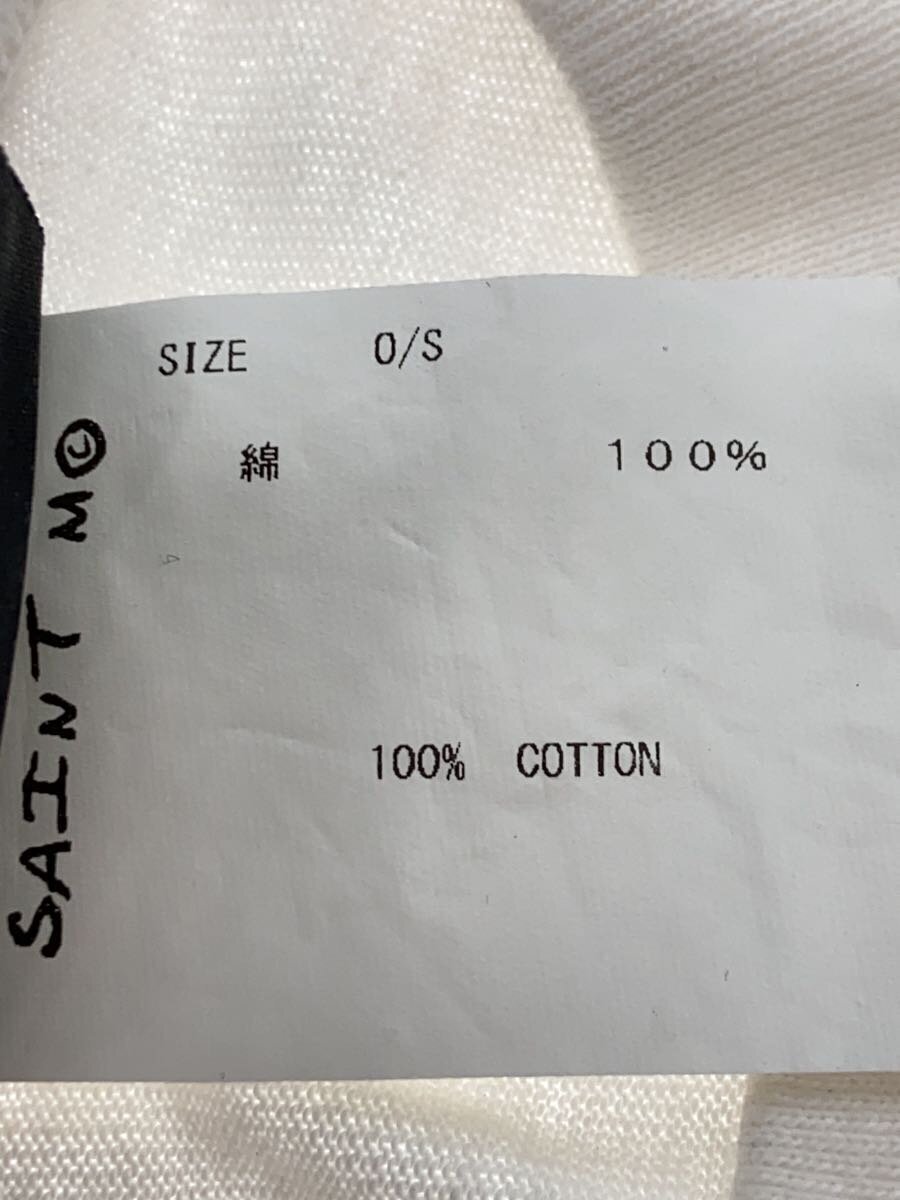 SIZE O/S
綿 １００％
100% COTTON
SAINT M©